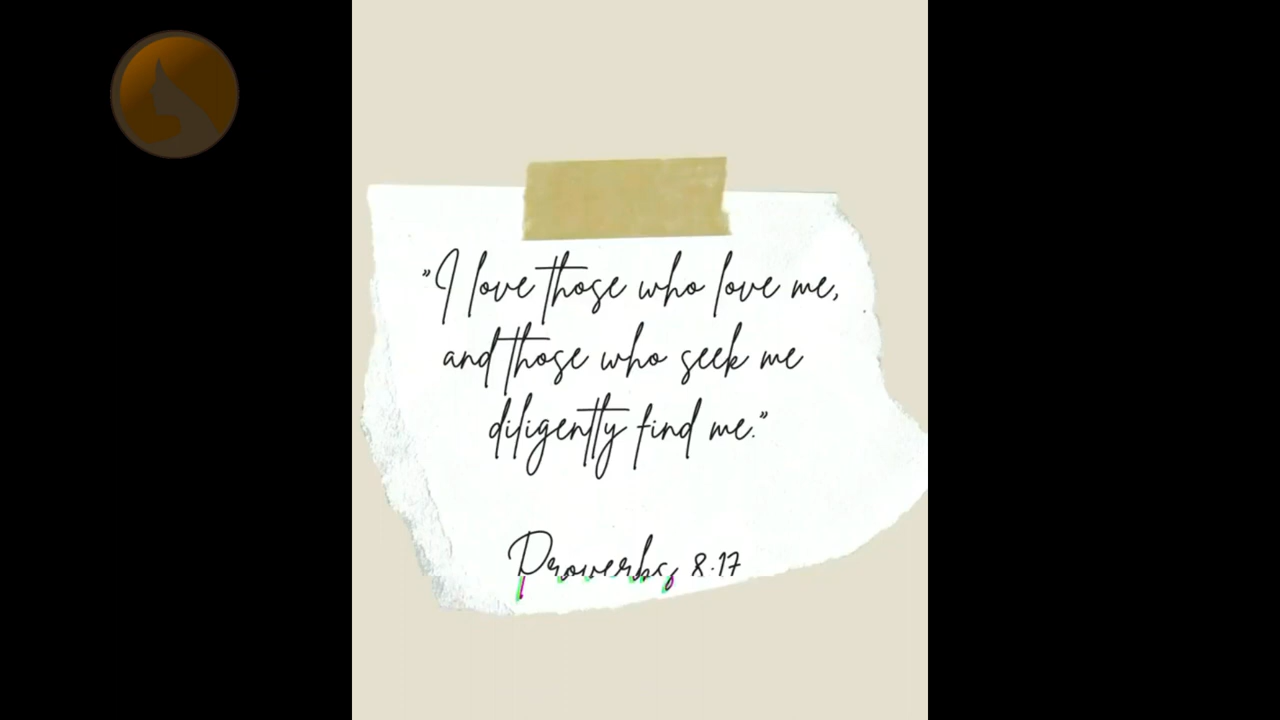 "I love those who love me,
and those who seek me
diligently find me."
Proverbs 8:17